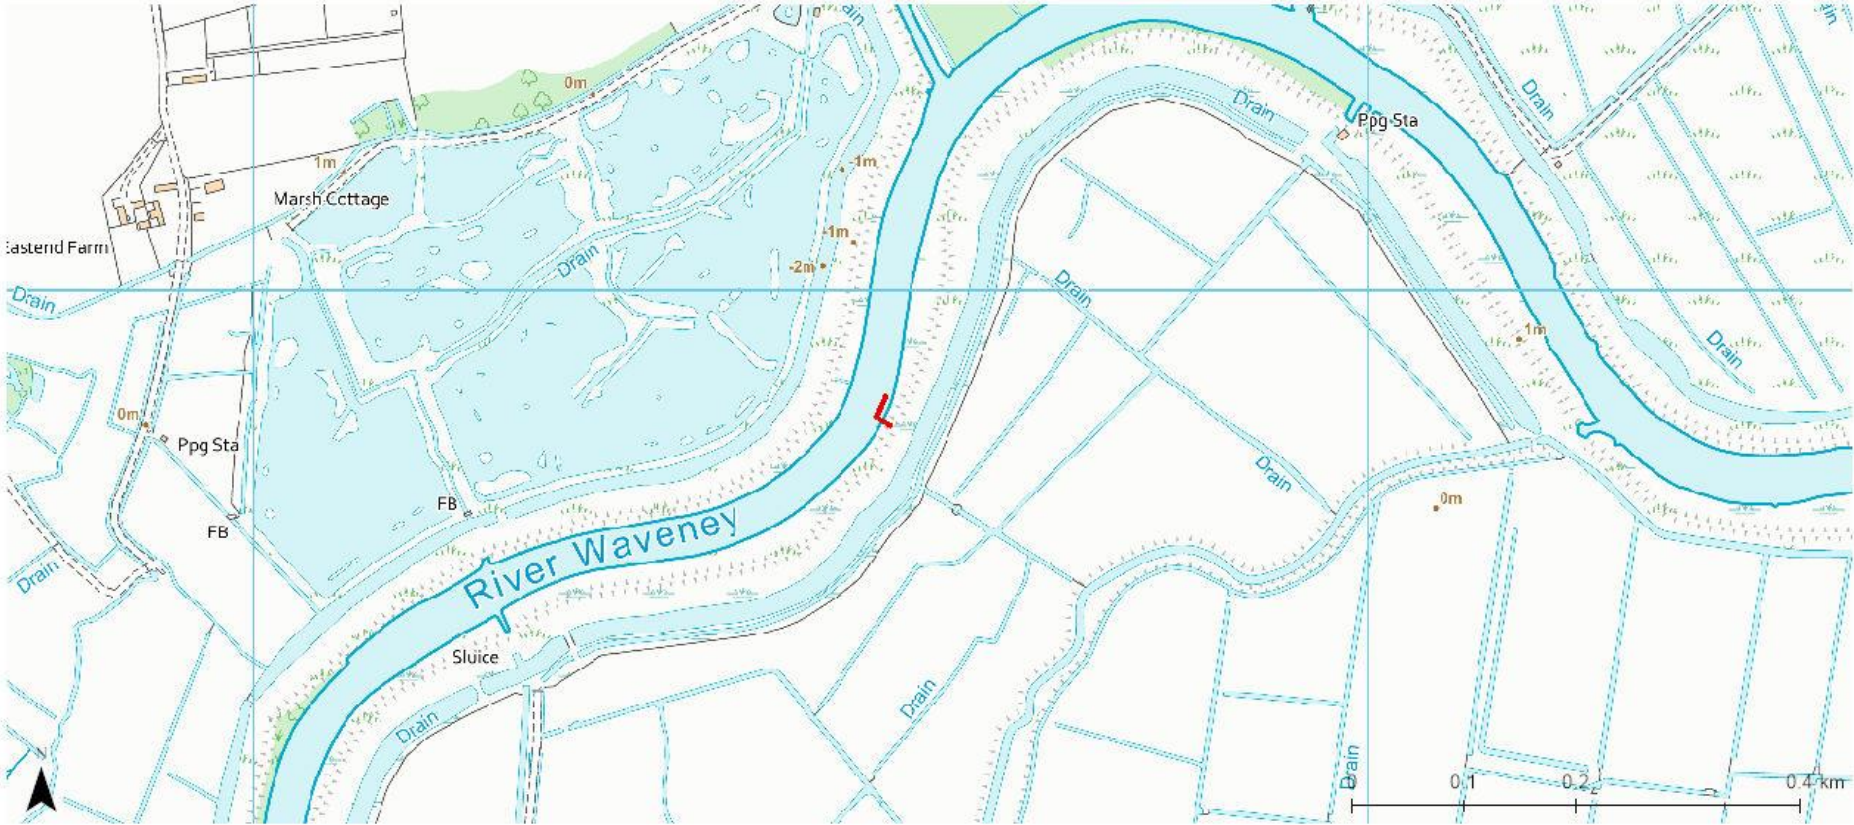 ain
0m
Drain
Drain
Ppg Sta
1m
-1m
Marsh Cottage
-1m
Eastend Farm
Drain
-2m
Drain
Drain
1m
Drain
0m
Ppg Sta
Drain
0m
FB
FB
River Waveney
Drain
Sluice
Drain
Drain
Drain
0 0.1 0.2 0.4 km